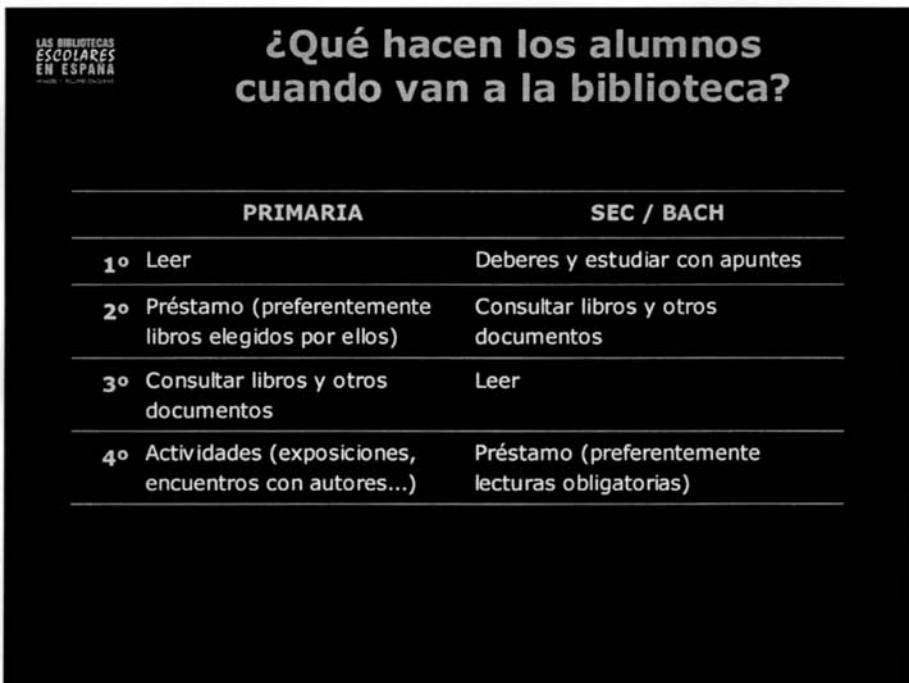 LAS BIBLIOTECAS
ESCOLARES
EN ESPAÑA
¿Qué hacen los alumnos
cuando van a la biblioteca?
PRIMARIA SEC / BACH
1º Leer Deberes y estudiar con apuntes
2º Préstamo (preferentemente Consultar libros y otros
libros elegidos por ellos) documentos
3º Consultar libros y otros Leer
documentos
4º Actividades (exposiciones, Préstamo (preferentemente
encuentros con autores...) lecturas obligatorias)